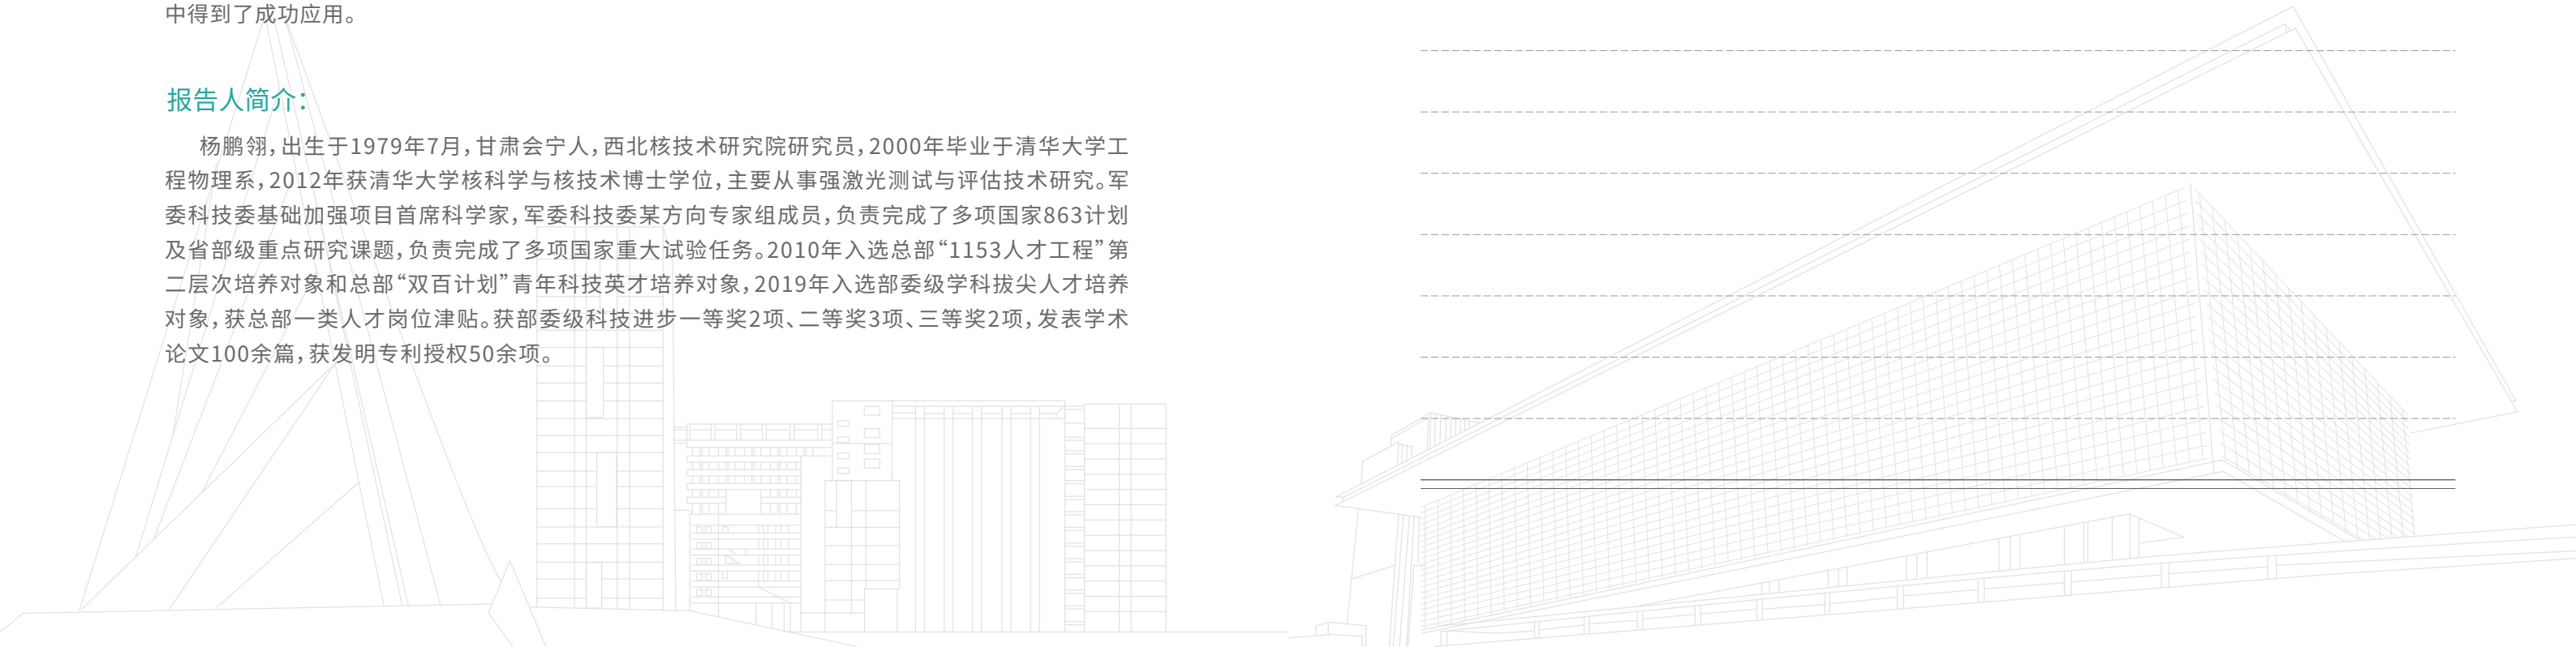 中得到了成功应用。
报告人简介：
杨鹏翎，出生于1979年7月，甘肃会宁人，西北核技术研究院研究员，2000年毕业于清华大学工
程物理系，2012年获清华大学核科学与核技术博士学位，主要从事强激光测试与评估技术研究。军
委科技委基础加强项目首席科学家，军委科技委某方向专家组成员，负责完成了多项国家863计划
及省部级重点研究课题，负责完成了多项国家重大试验任务。2010年入选总部“1153人才工程”第
二层次培养对象和总部“双百计划”青年科技英才培养对象，2019年入选部委级学科拔尖人才培养
对象，获总部一类人才岗位津贴。获部委级科技进步一等奖2项、二等奖3项、三等奖2项，发表学术
论文100余篇，获发明专利授权50余项。